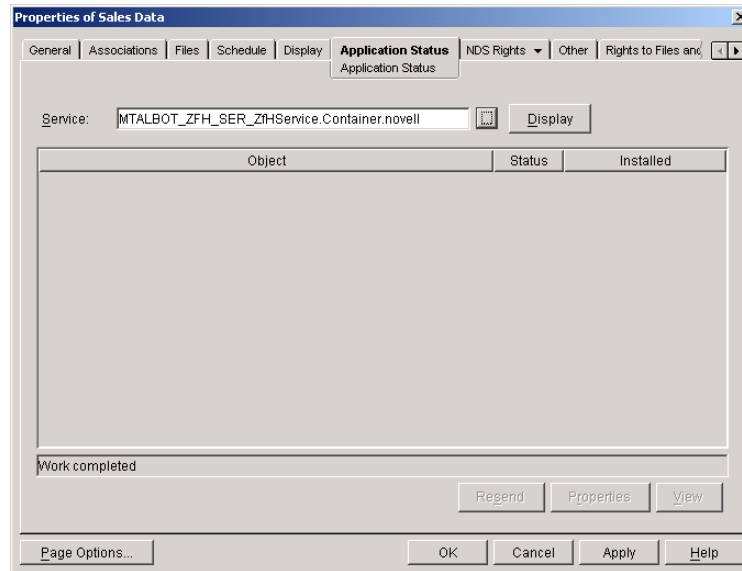 Properties of Sales Data
General Associations Files Schedule Display Application Status NDS Rights Other Rights to Files and
Application Status
Service: MTALBOT_ZFH_SER_ZfHService.Container.novell Display
Object Status Installed
Work completed
Resend Properties View
Page Options... OK Cancel Apply Help